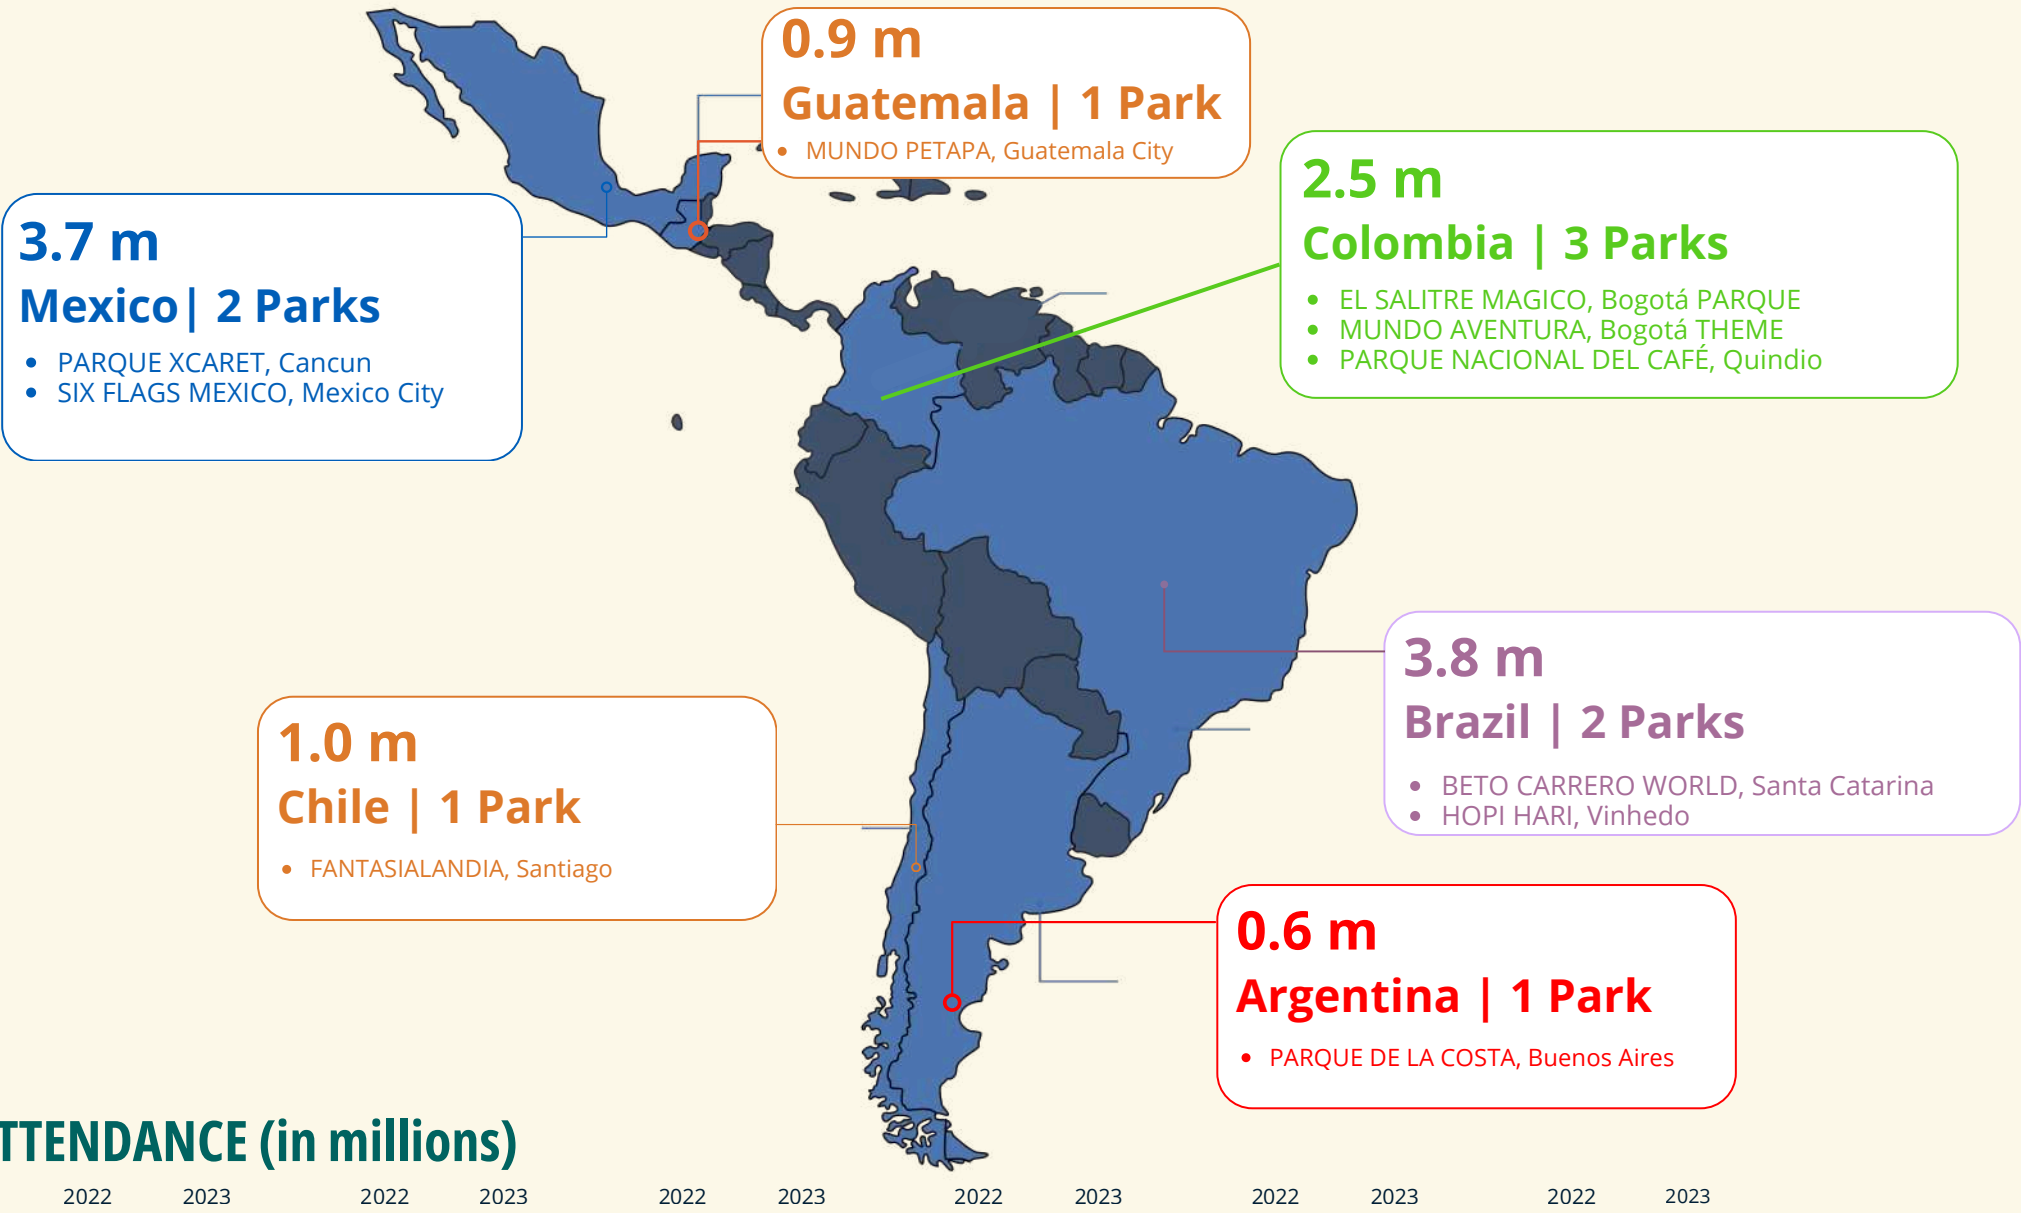 0.9 m
Guatemala | 1 Park
• MUNDO PETAPA, Guatemala City
2.5 m
Colombia | 3 Parks
• EL SALITRE MAGICO, Bogotá PARQUE
• MUNDO AVENTURA, Bogotá THEME
• PARQUE NACIONAL DEL CAFÉ, Quindio
3.7 m
Mexico| 2 Parks
• PARQUE XCARET, Cancun
• SIX FLAGS MEXICO, Mexico City
3.8 m
Brazil | 2 Parks
• BETO CARRERO WORLD, Santa Catarina
• HOPI HARI, Vinhedo
1.0 m
Chile | 1 Park
• FANTASIALANDIA, Santiago
0.6 m
Argentina | 1 Park
• PARQUE DE LA COSTA, Buenos Aires
TTENDANCE (in millions)
2022 2023 2022 2023 2022 2023 2022 2023 2022 2023 2022 2023